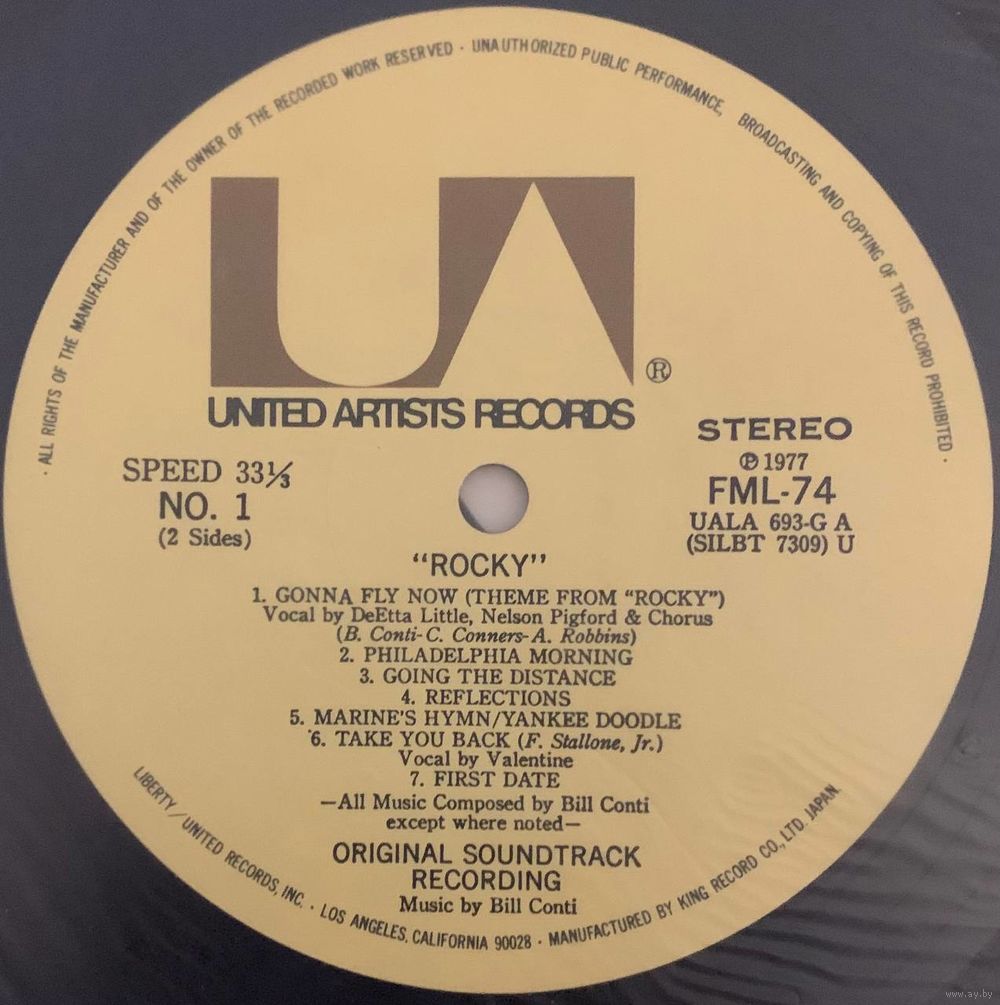 · ALL RIGHTS OF THE MANUFACTURER AND OF THE OWNER OF THE RECORDED WORK RESERVED · UNAUTHORIZED PUBLIC PERFORMANCE, BROADCASTING AND COPYING OF THIS RECORD PROHIBITED ·
UA ®
UNITED ARTISTS RECORDS
STEREO
℗ 1977
FML-74
UALA 693-G A
(SILBT 7309) U
SPEED 33⅓
NO. 1
(2 Sides)
“ROCKY”
1. GONNA FLY NOW (THEME FROM “ROCKY”)
Vocal by DeEtta Little, Nelson Pigford & Chorus
(B. Conti-C. Conners-A. Robbins)
2. PHILADELPHIA MORNING
3. GOING THE DISTANCE
4. REFLECTIONS
5. MARINE'S HYMN/YANKEE DOODLE
6. TAKE YOU BACK (F. Stallone, Jr.)
Vocal by Valentine
7. FIRST DATE
—All Music Composed by Bill Conti
except where noted—
ORIGINAL SOUNDTRACK
RECORDING
Music by Bill Conti
LIBERTY / UNITED RECORDS, INC. · LOS ANGELES, CALIFORNIA 90028 · MANUFACTURED BY KING RECORD CO., LTD. JAPAN.
www.ay.by